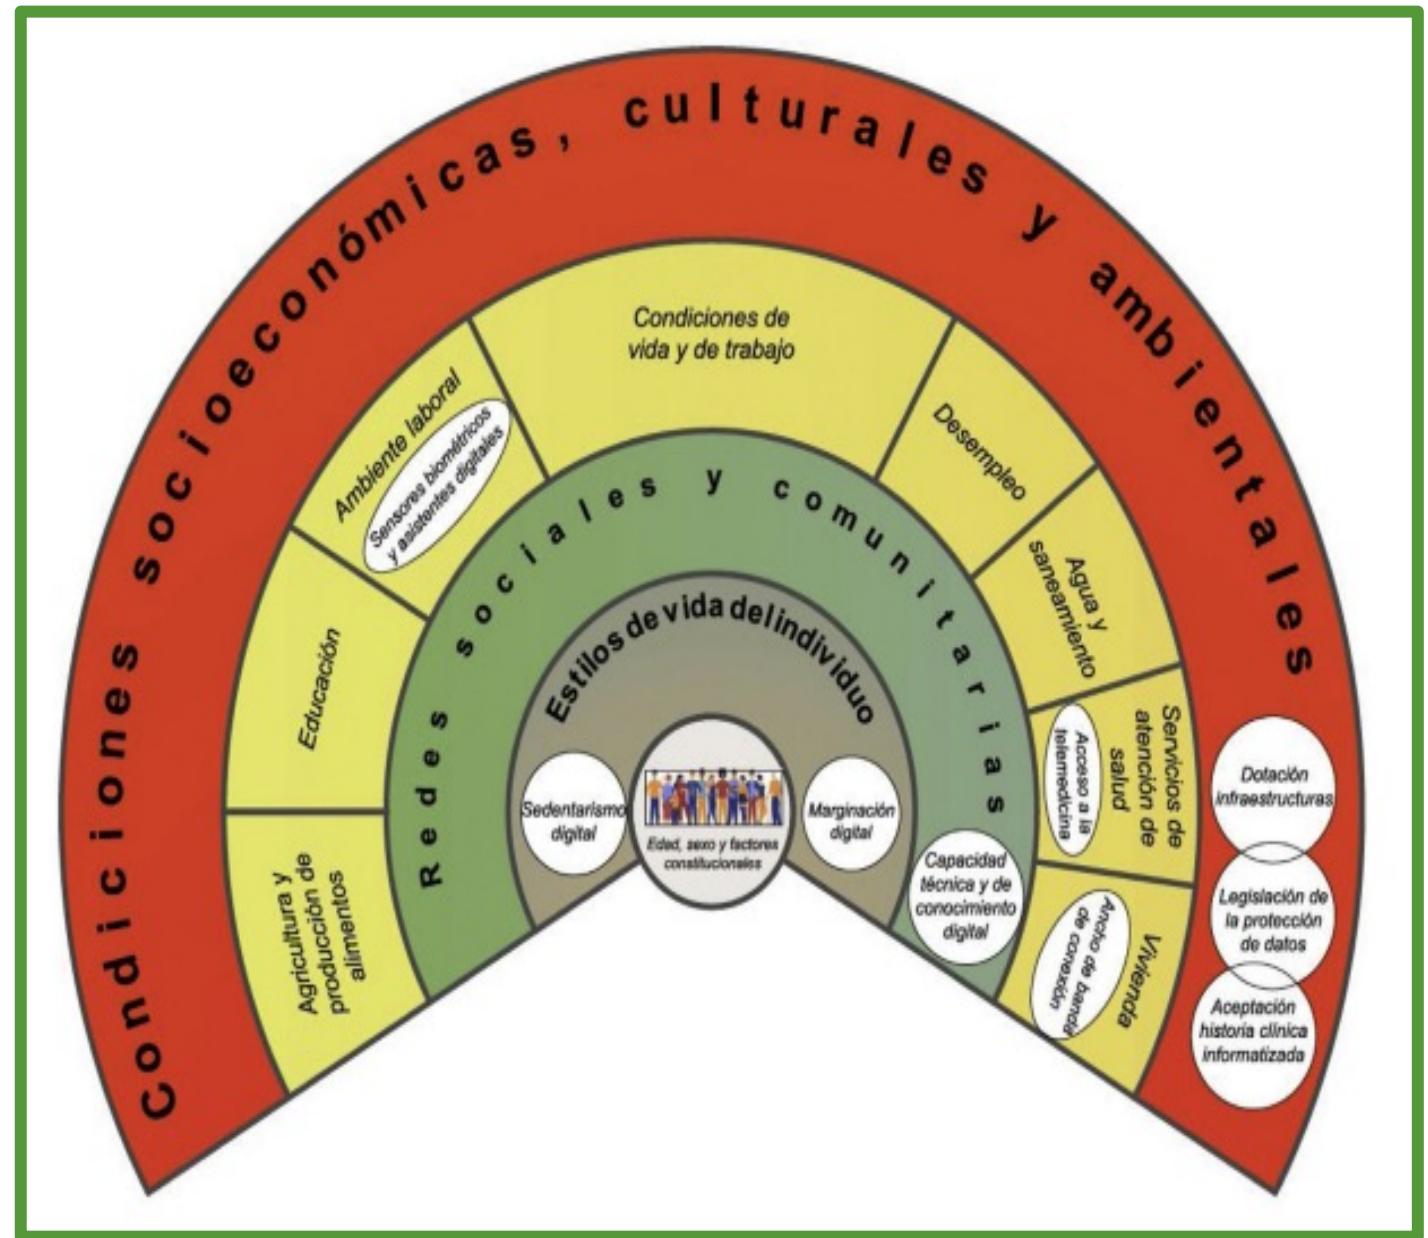 Condiciones socioeconómicas, culturales y ambientales
Condiciones de
vida y de trabajo
Ambiente laboral
Sensores biométricos
y asistentes digitales
Educación
Agricultura y
producción de
alimentos
Desempleo
Agua y
saneamiento
Servicios de
atención de
salud
Acceso a la
telemedicina
Vivienda
Ancho de banda
de conexión
Redes sociales y comunitarias
Capacidad
técnica y de
conocimiento
digital
Estilos de vida del individuo
Sedentarismo
digital
Marginación
digital
Edad, sexo y factores
constitucionales
Dotación
infraestructuras
Legislación de
la protección
de datos
Aceptación
historia clínica
informatizada